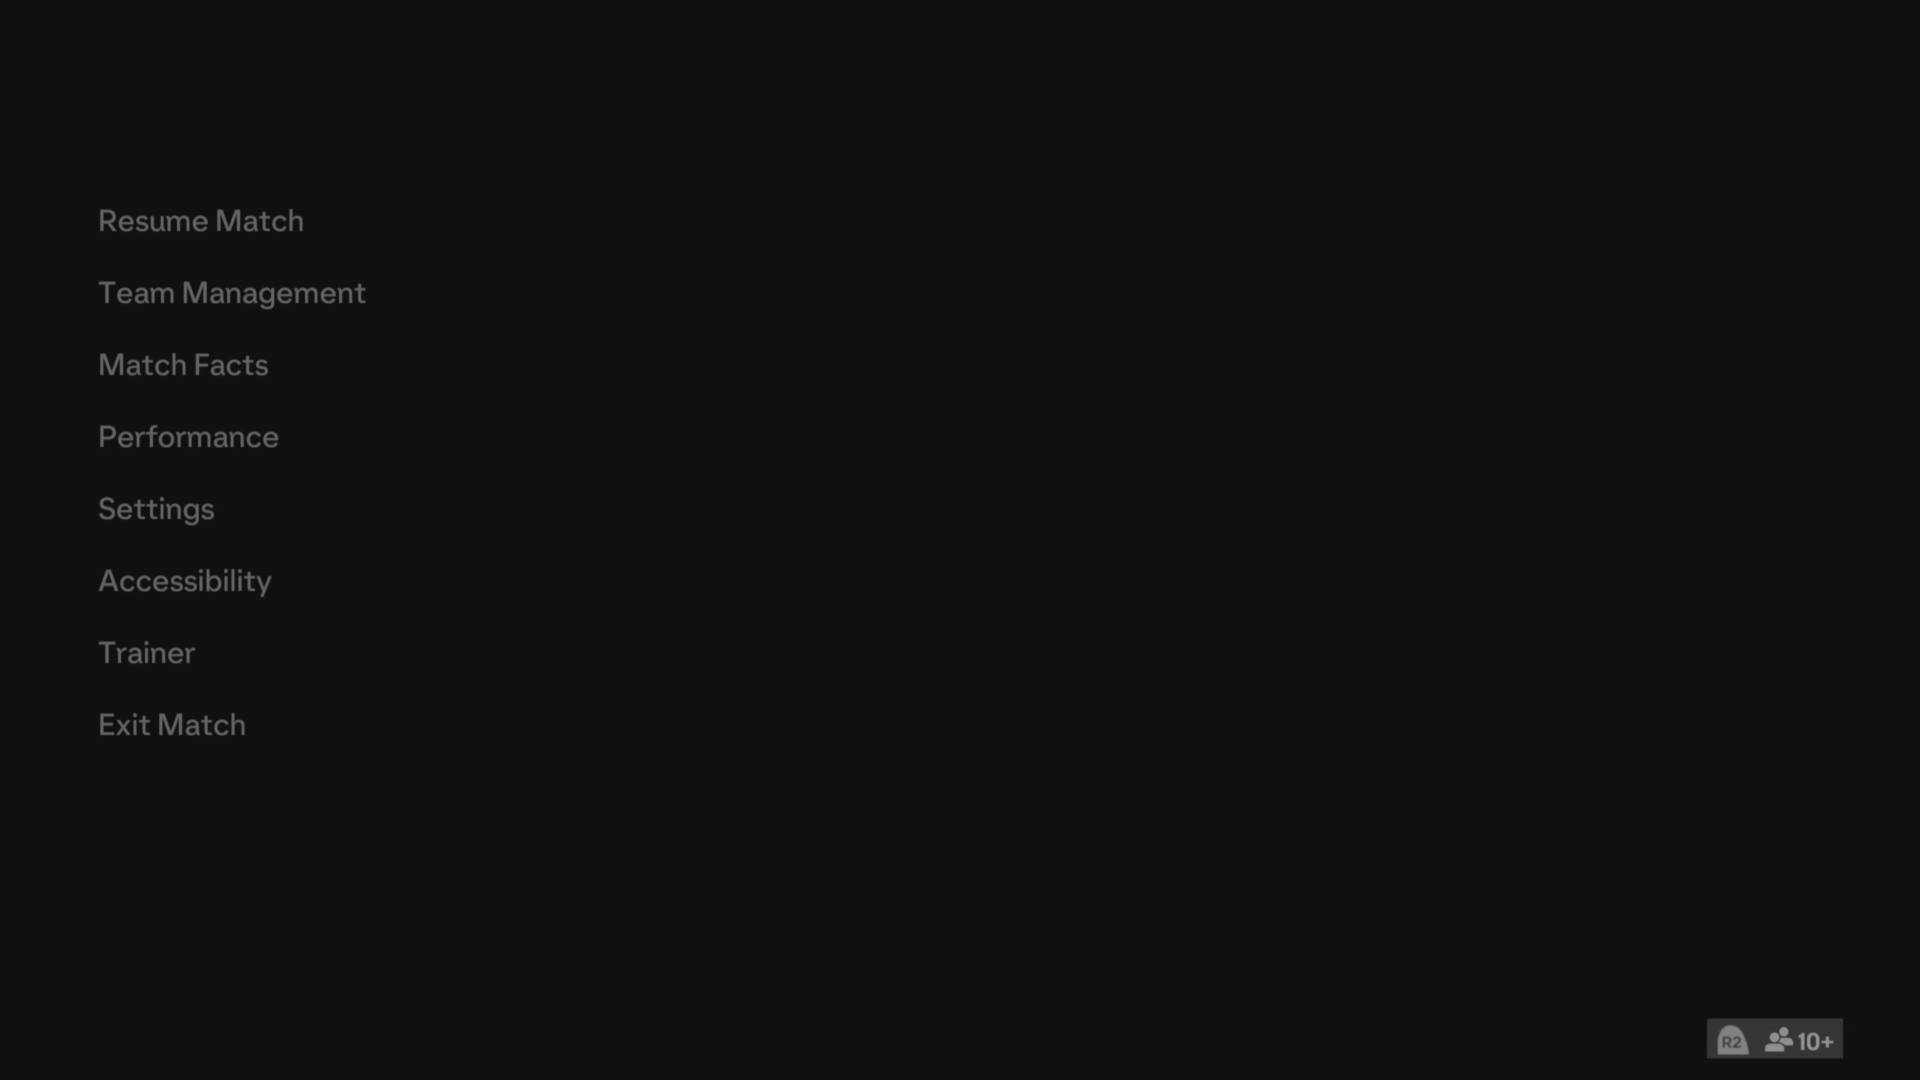 Resume Match
Team Management
Match Facts
Performance
Settings
Accessibility
Trainer
Exit Match
R2 10+